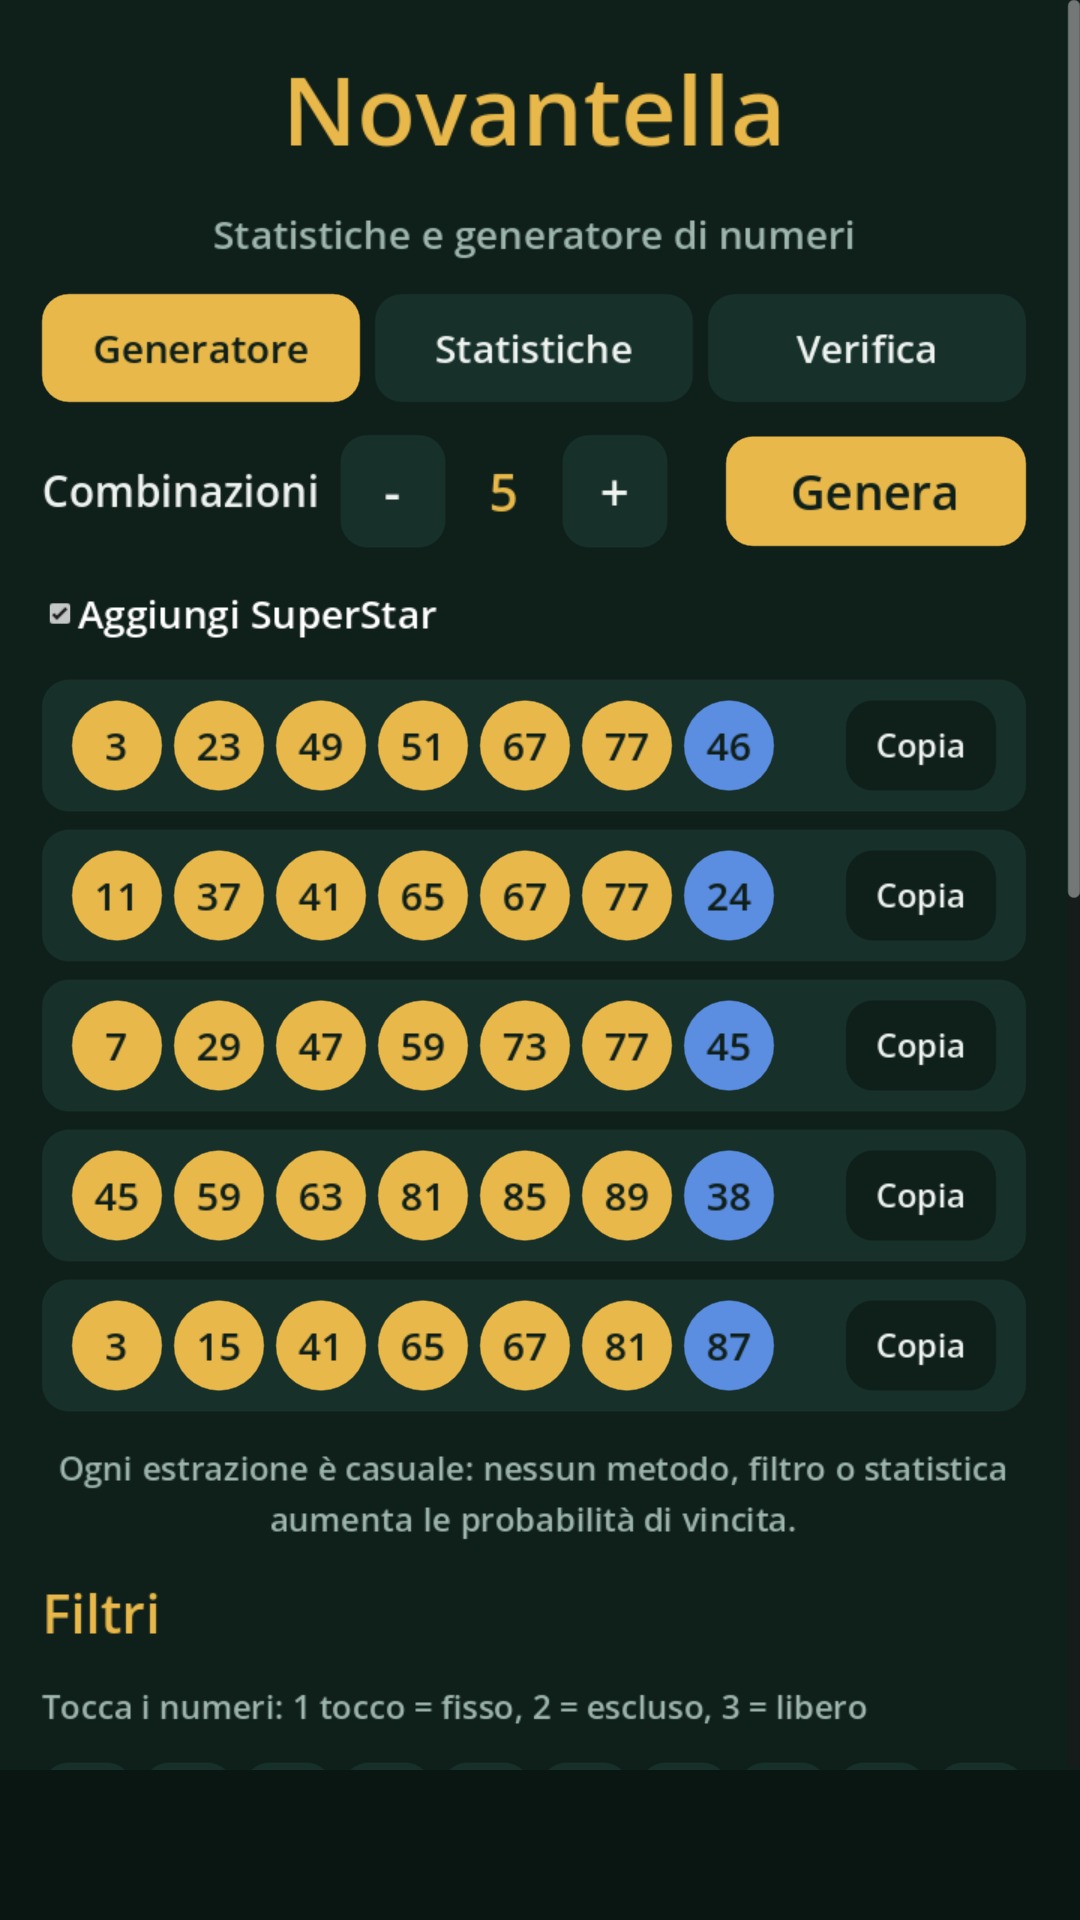 Novantella
Statistiche e generatore di numeri
Generatore Statistiche Verifica
Combinazioni - 5 + Genera
Aggiungi SuperStar
3 23 49 51 67 77 46 Copia
11 37 41 65 67 77 24 Copia
7 29 47 59 73 77 45 Copia
45 59 63 81 85 89 38 Copia
3 15 41 65 67 81 87 Copia
Ogni estrazione è casuale: nessun metodo, filtro o statistica
aumenta le probabilità di vincita.
Filtri
Tocca i numeri: 1 tocco = fisso, 2 = escluso, 3 = libero